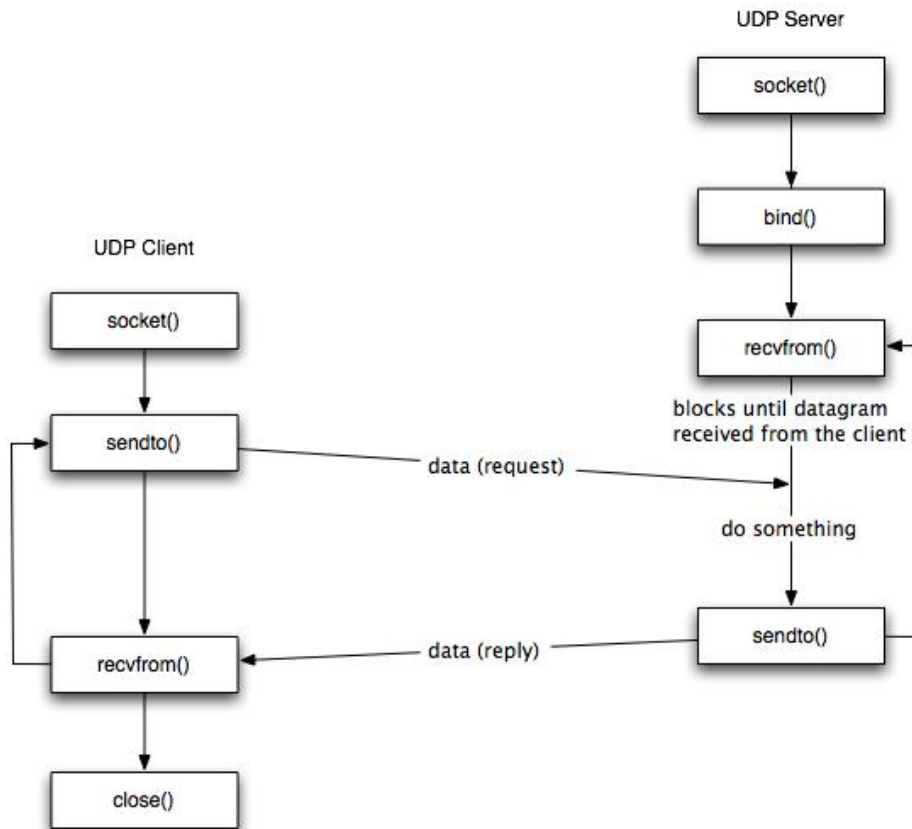 UDP Server
socket()
bind()
UDP Client
socket()
recvfrom()
blocks until datagram
received from the client
sendto()
data (request)
do something
sendto()
data (reply)
recvfrom()
close()